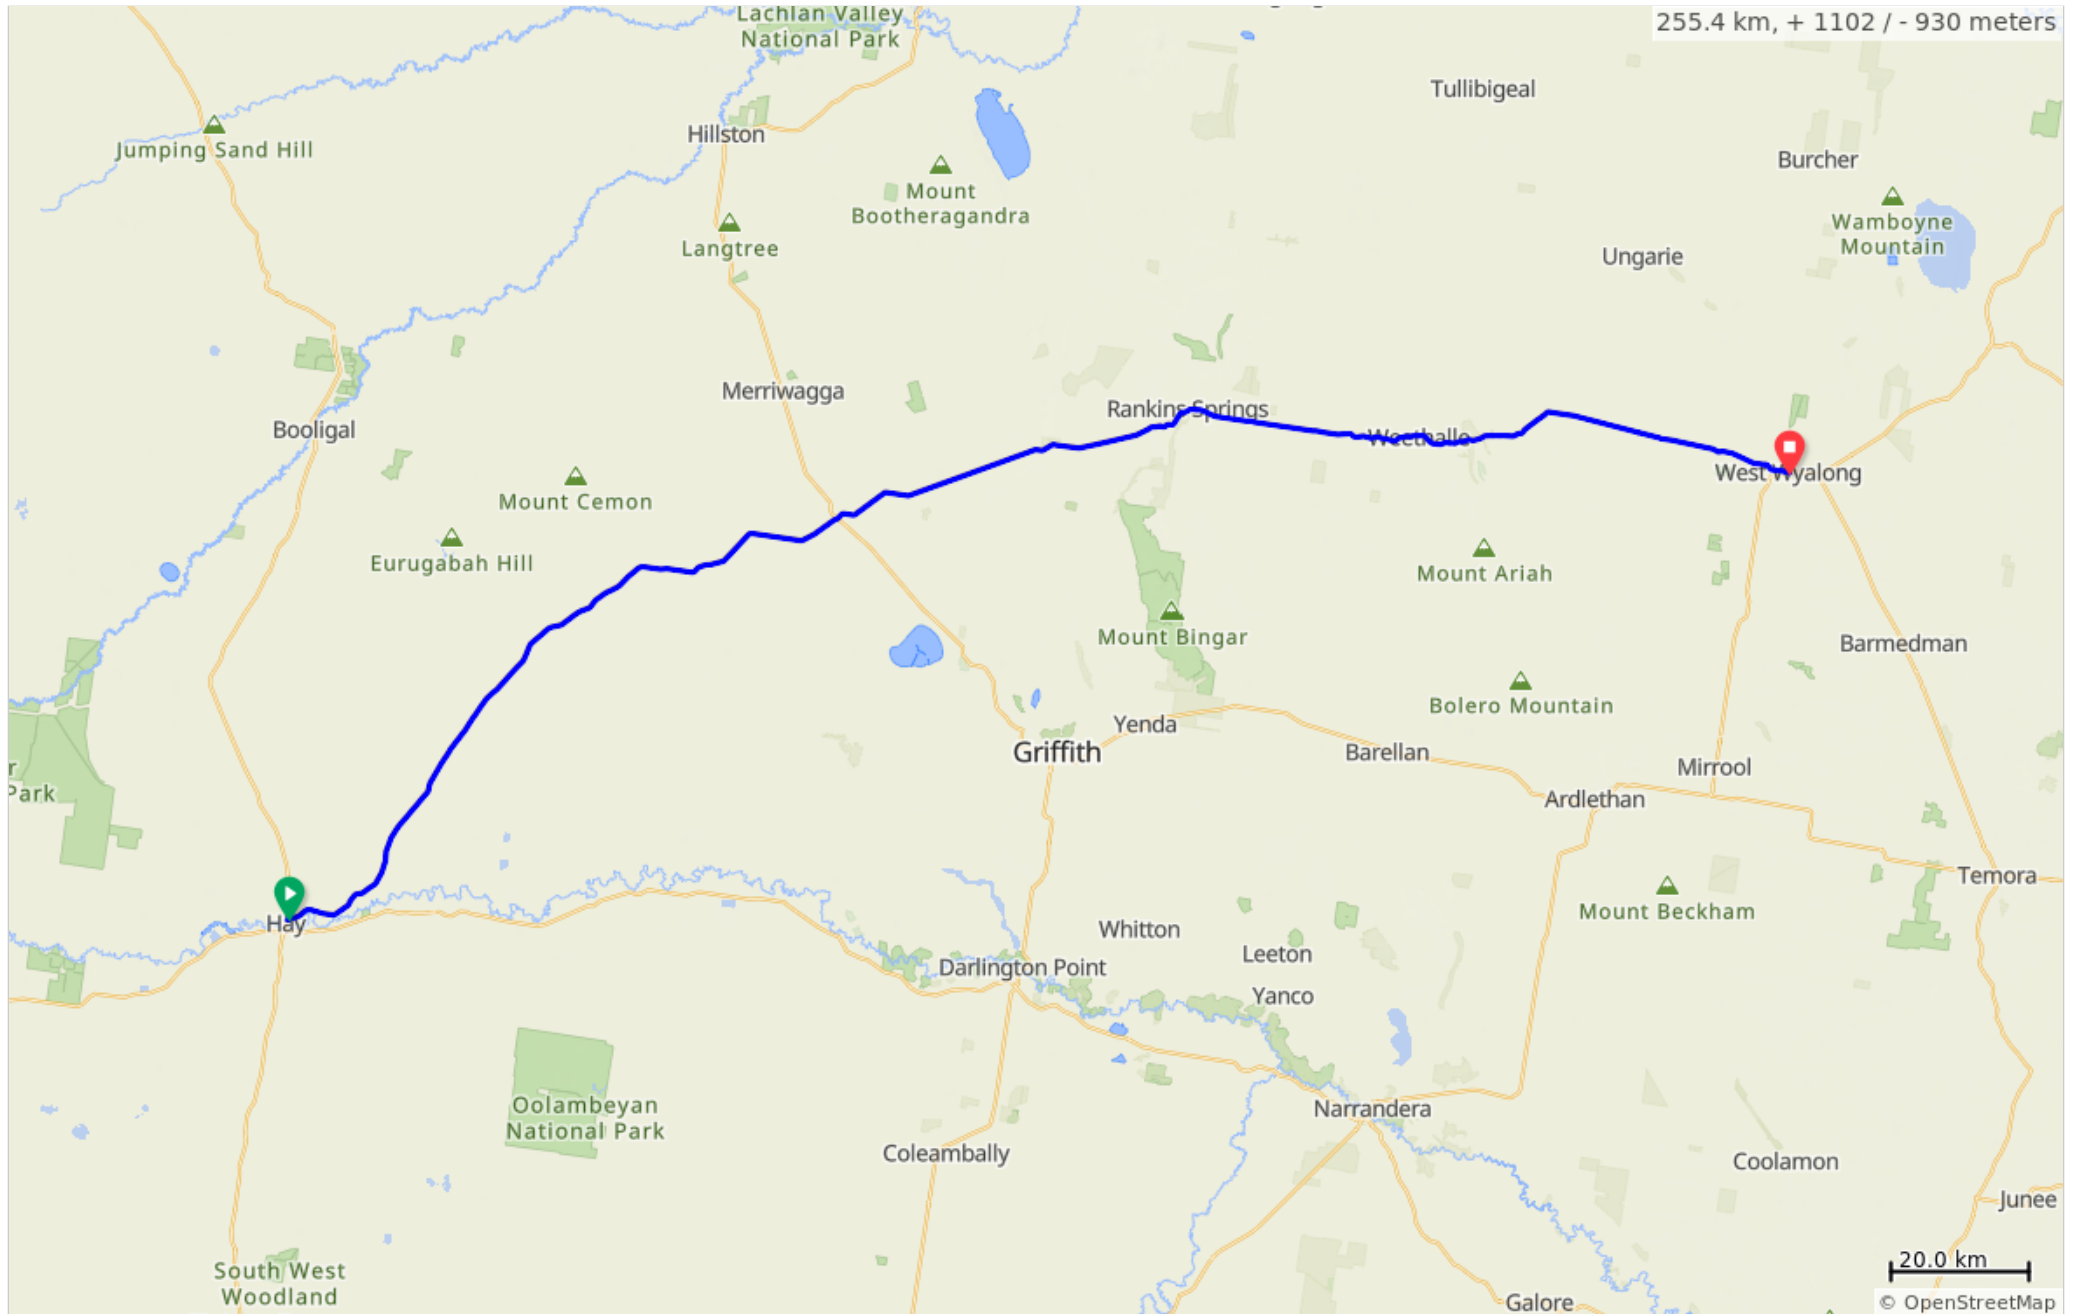 Lachlan Valley
National Park
255.4 km, + 1102 / - 930 meters
Tullibigeal
Hillston
Jumping Sand Hill
Burcher
Mount
Bootheragandra
Wamboyne
Mountain
Langtree
Ungarie
Merriwagga
Rankins Springs
Booligal
Weethalle
West Wyalong
Mount Cemon
Eurugabah Hill
Mount Ariah
Mount Bingar
Barmedman
Bolero Mountain
Yenda
Griffith
Barellan
Mirrool
r
Park
Ardlethan
Temora
Mount Beckham
Hay
Whitton
Leeton
Darlington Point
Yanco
Oolambeyan
National Park
Narrandera
Coleambally
Coolamon
Junee
South West
Woodland
20.0 km
Galore
© OpenStreetMap